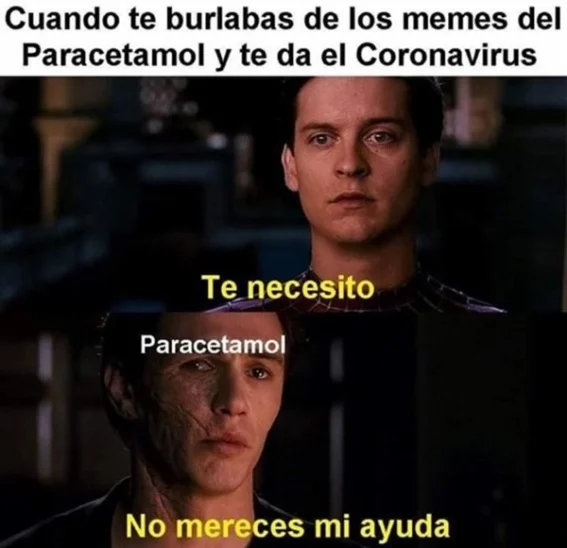 Cuando te burlabas de los memes del
Paracetamol y te da el Coronavirus
Te necesito
Paracetamol
No mereces mi ayuda